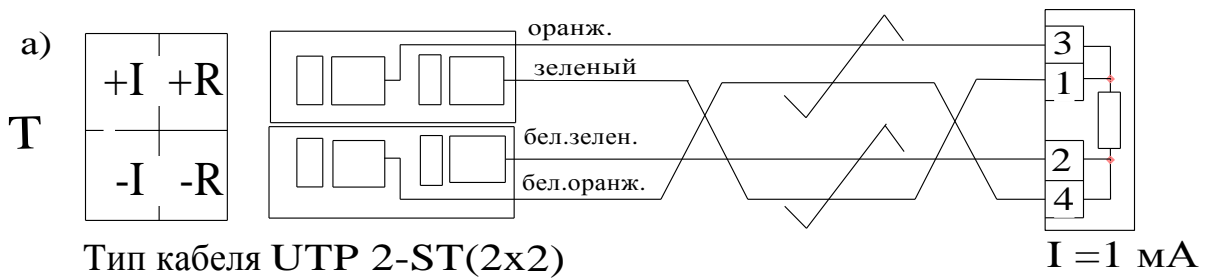 а)
Т
+I +R
-I -R
оранж.
зеленый
бел.зелен.
бел.оранж.
3
1
2
4
Тип кабеля UTP 2-ST(2x2)
I =1 мА